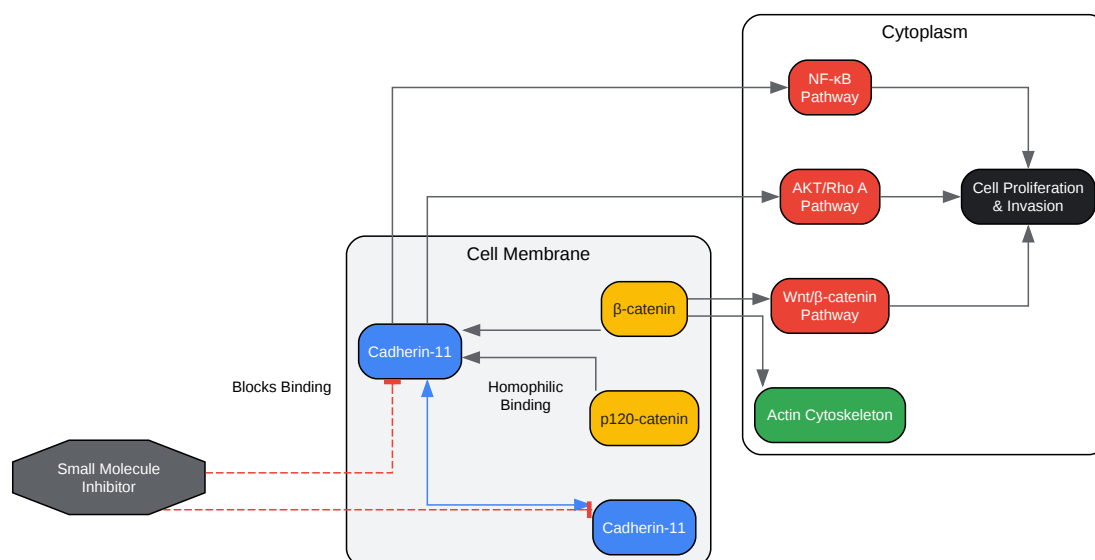 Cytoplasm
NF-κB
Pathway
AKT/Rho A
Pathway
Cell Proliferation
& Invasion
Cell Membrane
β-catenin
Wnt/β-catenin
Pathway
Cadherin-11
Blocks Binding
Homophilic
Binding
p120-catenin
Actin Cytoskeleton
Small Molecule
Inhibitor
Cadherin-11